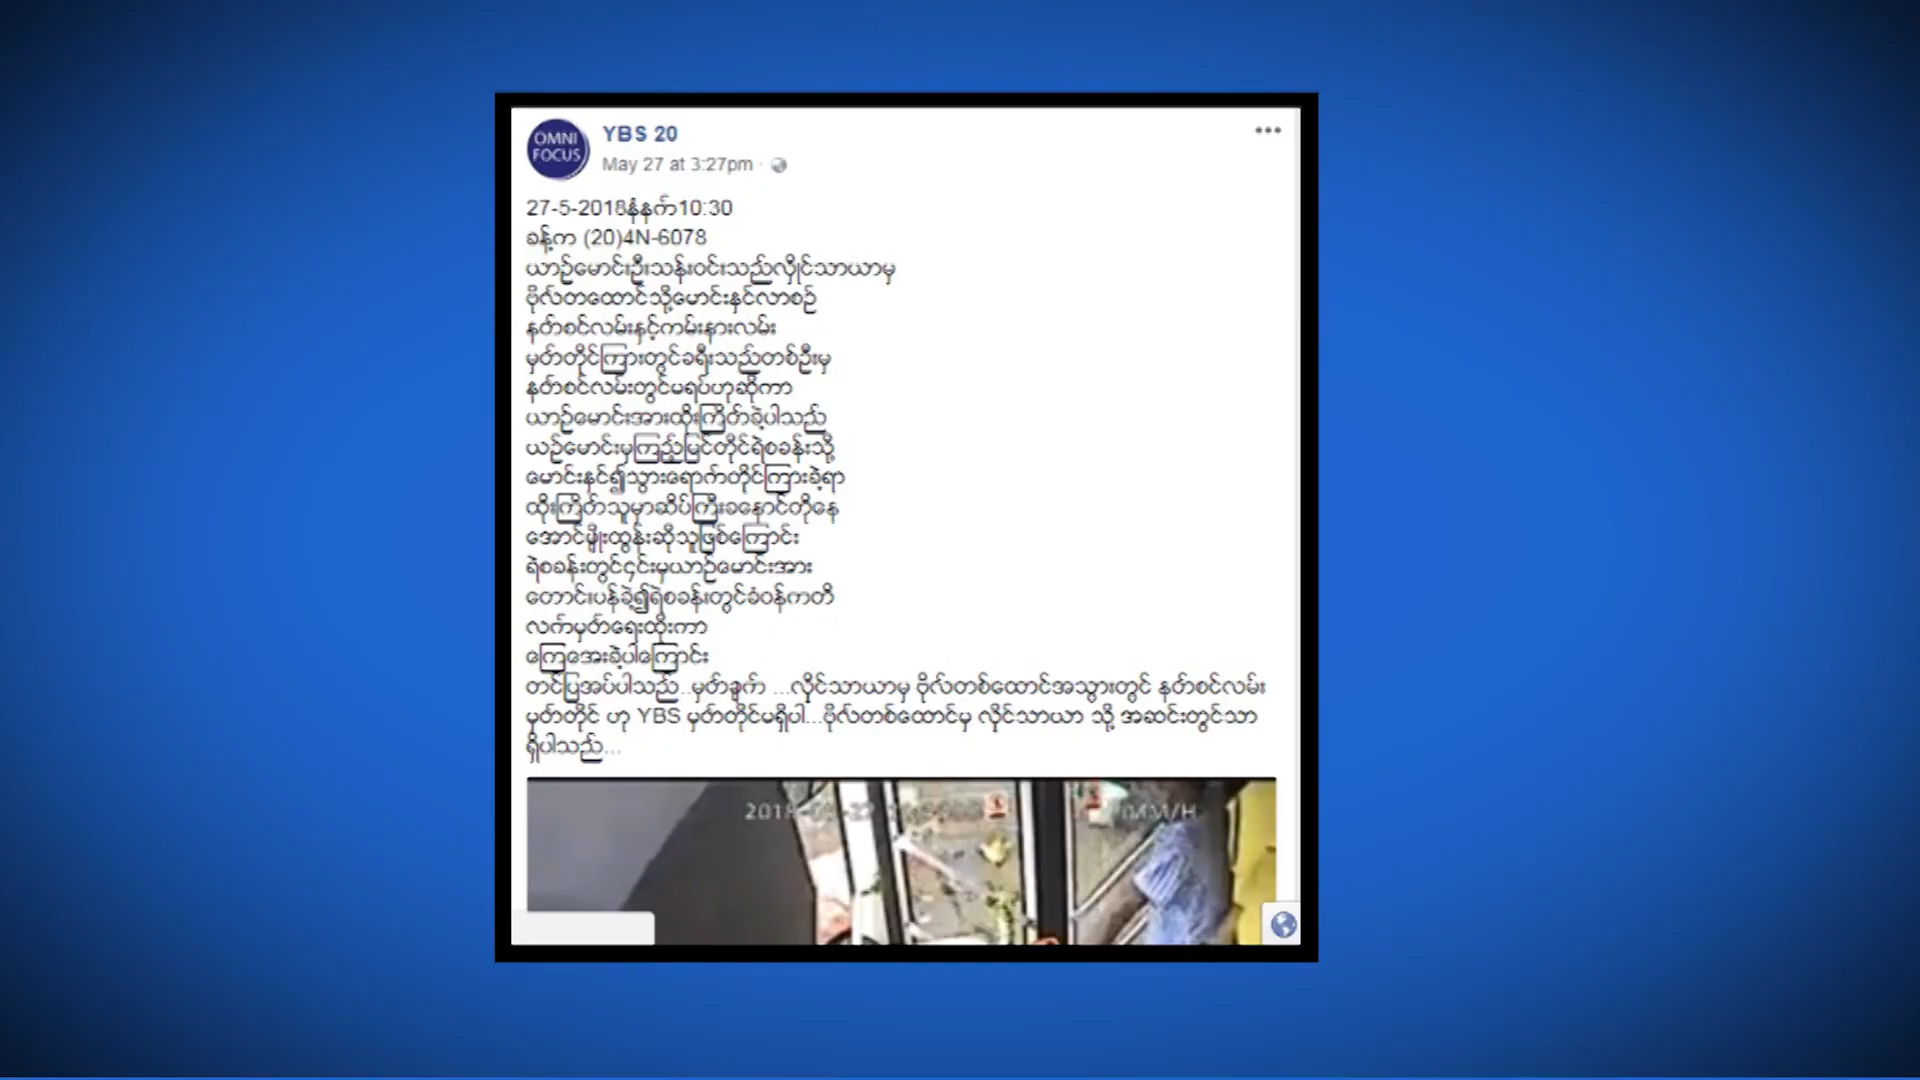 OMNI
FOCUS
YBS 20
May 27 at 3:27pm ·
27-5-2018နံနက်10:30
ခန့်က (20)4N-6078
ယာဉ်မောင်းဦးသန်းဝင်းသည်လှိုင်သာယာမှ
ဗိုလ်တထောင်သို့မောင်းနှင်လာစဉ်
နတ်စင်လမ်းနှင့်ကမ်းနားလမ်း
မှတ်တိုင်ကြားတွင်ခရီးသည်တစ်ဦးမှ
နတ်စင်လမ်းတွင်မရပ်ဟုဆိုကာ
ယာဉ်မောင်းအားထိုးကြိတ်ခဲ့ပါသည်
ယဉ်မောင်းမှကြည့်မြင်တိုင်ရဲစခန်းသို့
မောင်းနှင်၍သွားရောက်တိုင်ကြားခဲ့ရာ
ထိုးကြိတ်သူမှာဆိပ်ကြီးခနောင်တိုနေ
အောင်မျိုးထွန်းဆိုသူဖြစ်ကြောင်း
ရဲစခန်းတွင်၄င်းမှယာဉ်မောင်းအား
တောင်းပန်ခဲ့၍ရဲစခန်းတွင်ခံဝန်ကတိ
လက်မှတ်ရေးထိုးကာ
ကြေအေးခဲ့ပါကြောင်း
တင်ပြအပ်ပါသည်..မှတ်ချက် ...လှိုင်သာယာမှ ဗိုလ်တစ်ထောင်အသွားတွင် နတ်စင်လမ်း
မှတ်တိုင် ဟု YBS မှတ်တိုင်မရှိပါ...ဗိုလ်တစ်ထောင်မှ လှိုင်သာယာ သို့ အဆင်းတွင်သာ
ရှိပါသည်...